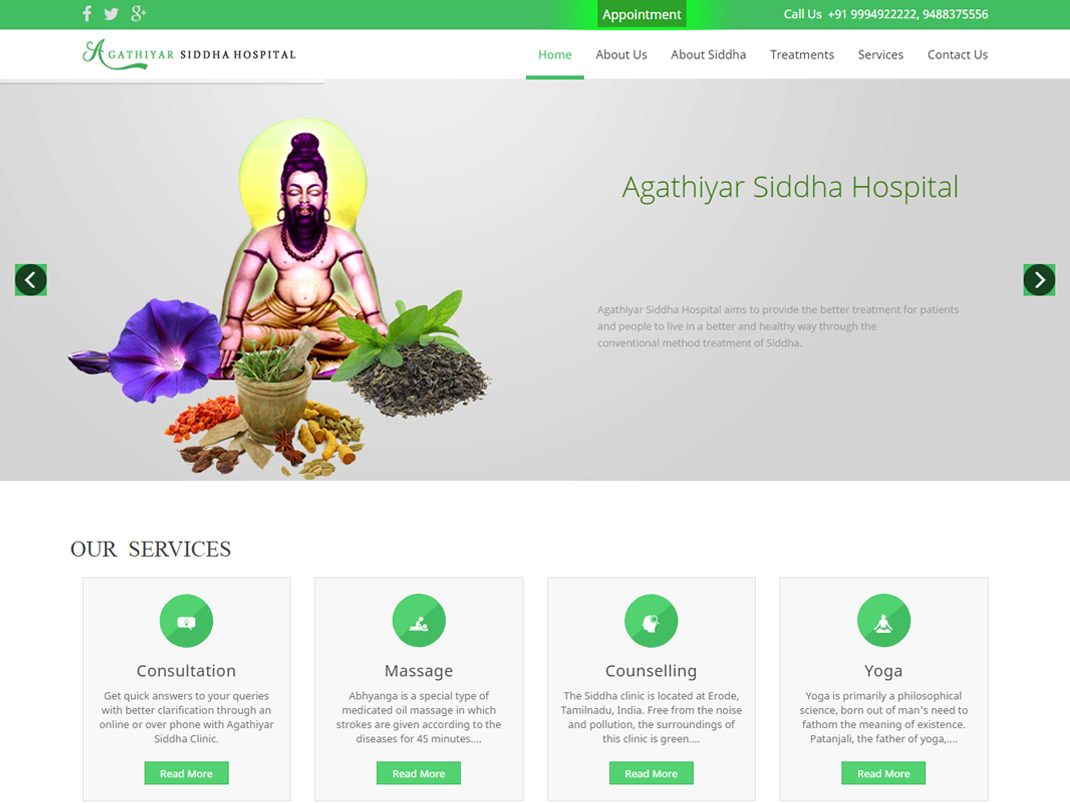 Appointment
Call Us +91 9994922222, 9488375556
AGATHIYAR SIDDHA HOSPITAL
Home About Us About Siddha Treatments Services Contact Us
Agathiyar Siddha Hospital
Agathiyar Siddha Hospital aims to provide the better treatment for patients
and people to live in a better and healthy way through the
conventional method treatment of Siddha.
OUR SERVICES
Consultation
Get quick answers to your queries
with better clarification through an
online or over phone with Agathiyar
Siddha Clinic.
Read More
Massage
Abhyanga is a special type of
medicated oil massage in which
strokes are given according to the
diseases for 45 minutes....
Read More
Counselling
The Siddha clinic is located at Erode,
Tamilnadu, India. Free from the noise
and pollution, the surroundings of
this clinic is green....
Read More
Yoga
Yoga is primarily a philosophical
science, born out of man's need to
fathom the meaning of existence.
Patanjali, the father of yoga,....
Read More